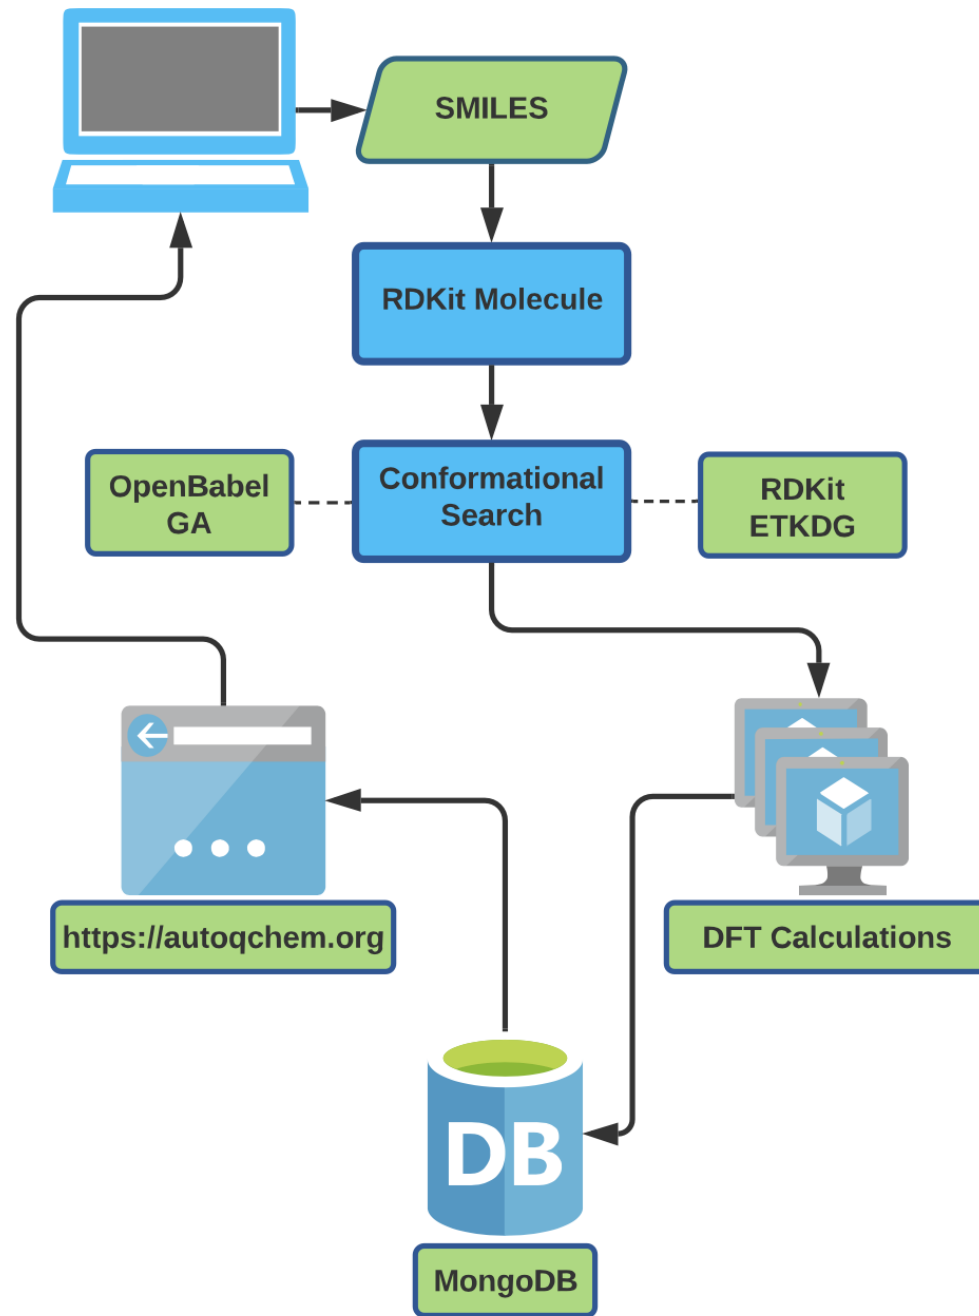 SMILES
RDKit Molecule
Conformational
Search
OpenBabel
GA
RDKit
ETKDG
https://autoqchem.org
DFT Calculations
DB
MongoDB